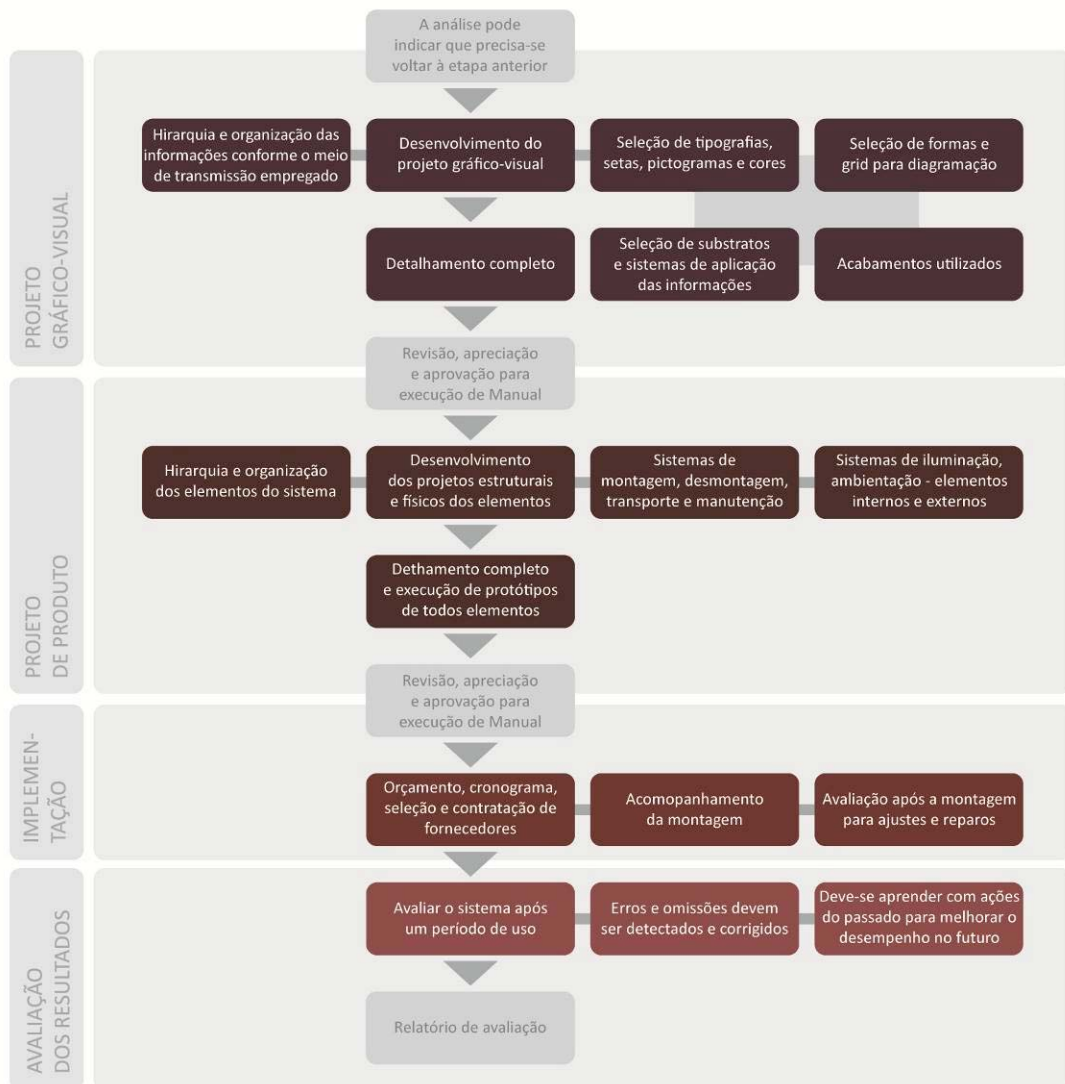 A análise pode
indicar que precisa-se
voltar à etapa anterior
PROJETO
GRÁFICO-VISUAL
Hirarquia e organização das
informações conforme o meio
de transmissão empregado
Desenvolvimento do
projeto gráfico-visual
Seleção de tipografias,
setas, pictogramas e cores
Seleção de formas e
grid para diagramação
Detalhamento completo
Seleção de substratos
e sistemas de aplicação
das informações
Acabamentos utilizados
Revisão, apreciação
e aprovação para
execução de Manual
PROJETO
DE PRODUTO
Hirarquia e organização
dos elementos do sistema
Desenvolvimento
dos projetos estruturais
e físicos dos elementos
Sistemas de
montagem, desmontagem,
transporte e manutenção
Sistemas de iluminação,
ambientação - elementos
internos e externos
Dethamento completo
e execução de protótipos
de todos elementos
Revisão, apreciação
e aprovação para
execução de Manual
IMPLEMEN-
TAÇÃO
Orçamento, cronograma,
seleção e contratação de
fornecedores
Acomopanhamento
da montagem
Avaliação após a montagem
para ajustes e reparos
AVALIAÇÃO
DOS RESULTADOS
Avaliar o sistema após
um período de uso
Erros e omissões devem
ser detectados e corrigidos
Deve-se aprender com ações
do passado para melhorar o
desempenho no futuro
Relatório de avaliação